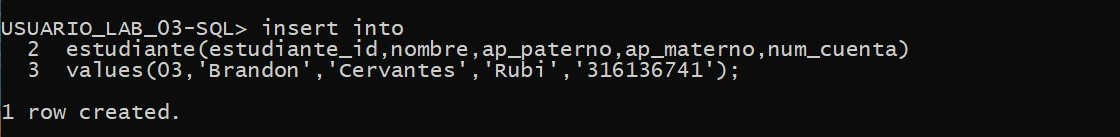 USUARIO_LAB_03-SQL> insert into
2 estudiante(estudiante_id,nombre,ap_paterno,ap_materno,num_cuenta)
3 values(03,'Brandon','Cervantes','Rubi','316136741');
1 row created.